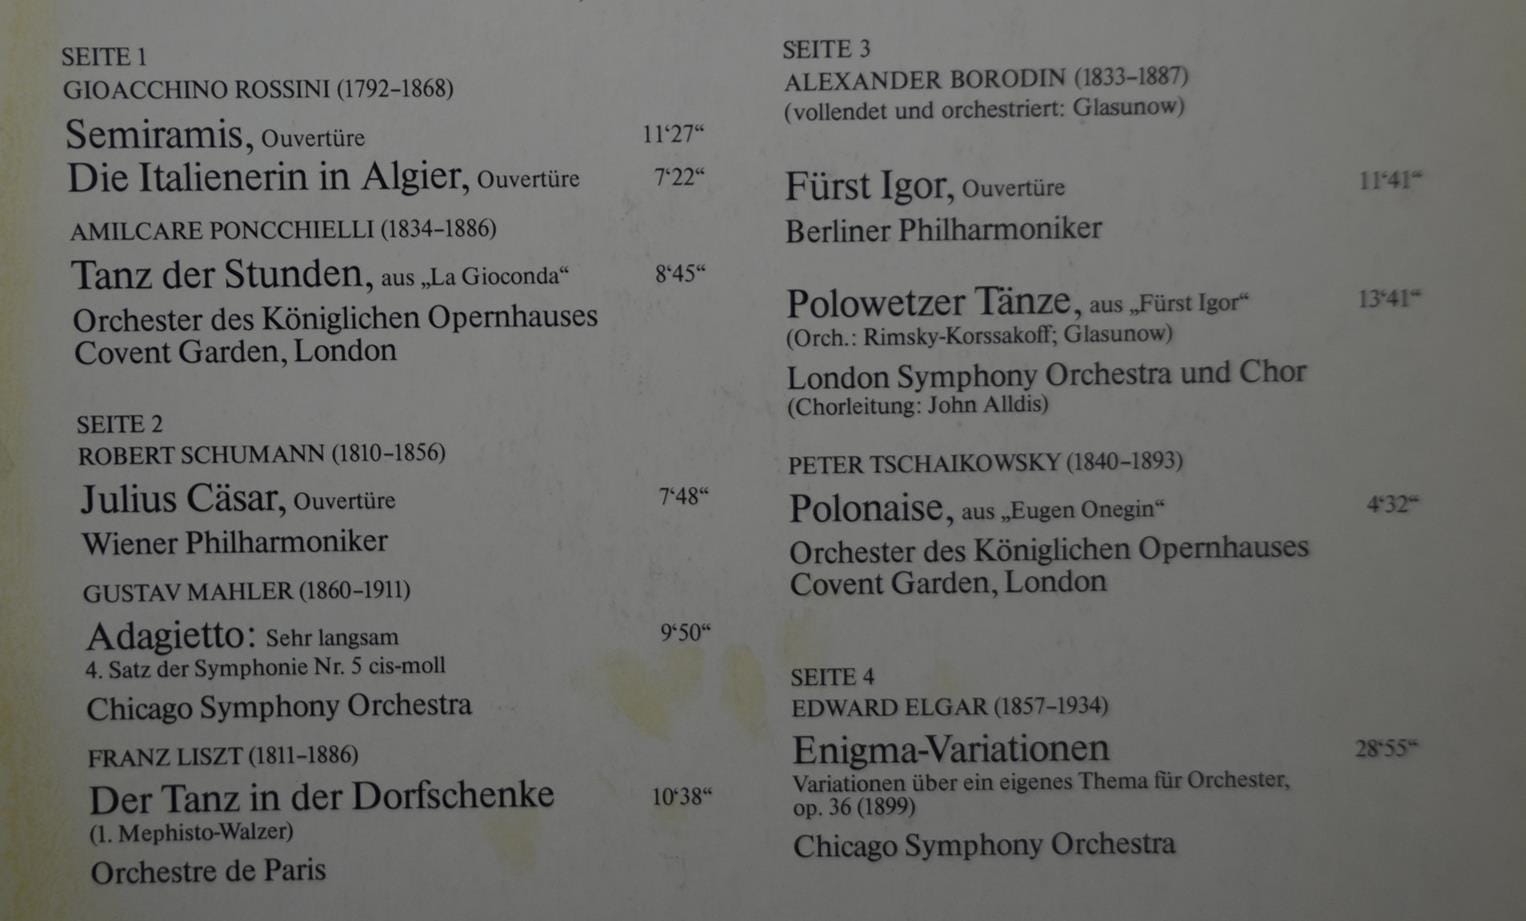 SEITE 1
GIOACCHINO ROSSINI (1792–1868)
Semiramis, Ouvertüre 11‘27“
Die Italienerin in Algier, Ouvertüre 7‘22“
AMILCARE PONCCHIELLI (1834–1886)
Tanz der Stunden, aus „La Gioconda“ 8‘45“
Orchester des Königlichen Opernhauses
Covent Garden, London
SEITE 2
ROBERT SCHUMANN (1810–1856)
Julius Cäsar, Ouvertüre 7‘48“
Wiener Philharmoniker
GUSTAV MAHLER (1860–1911)
Adagietto: Sehr langsam 9‘50“
4. Satz der Symphonie Nr. 5 cis-moll
Chicago Symphony Orchestra
FRANZ LISZT (1811–1886)
Der Tanz in der Dorfschenke 10‘38“
(1. Mephisto-Walzer)
Orchestre de Paris
SEITE 3
ALEXANDER BORODIN (1833–1887)
(vollendet und orchestriert: Glasunow)
Fürst Igor, Ouvertüre 11‘41“
Berliner Philharmoniker
Polowetzer Tänze, aus „Fürst Igor“ 13‘41“
(Orch.: Rimsky-Korssakoff; Glasunow)
London Symphony Orchestra und Chor
(Chorleitung: John Alldis)
PETER TSCHAIKOWSKY (1840–1893)
Polonaise, aus „Eugen Onegin“ 4‘32“
Orchester des Königlichen Opernhauses
Covent Garden, London
SEITE 4
EDWARD ELGAR (1857–1934)
Enigma-Variationen 28‘55“
Variationen über ein eigenes Thema für Orchester,
op. 36 (1899)
Chicago Symphony Orchestra